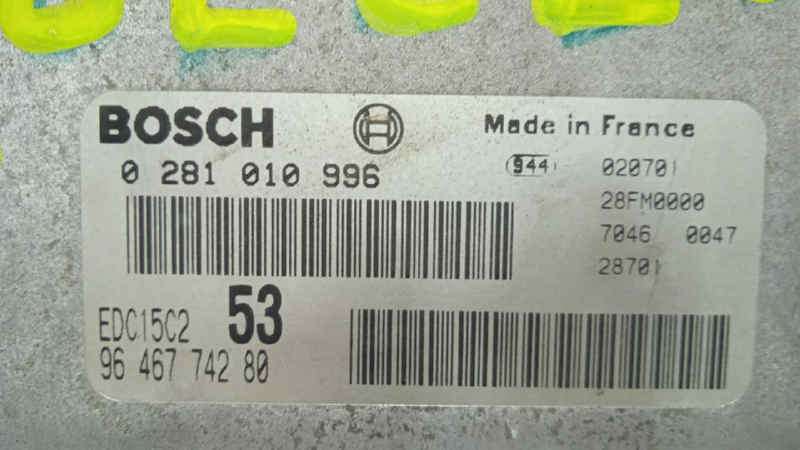 BOSCH
Made in France
0 281 010 996
944 020701
28FM0000
7046 0047
28701
EDC15C2 53
96 467 742 80